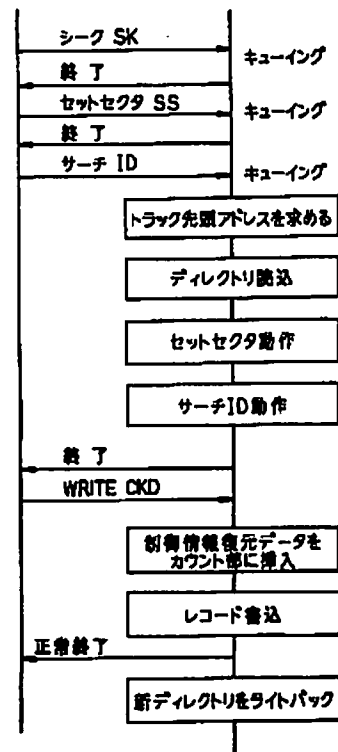 シーク SK
キューイング
終了
セットセクタ SS
キューイング
終了
サーチ ID
キューイング
トラック先頭アドレスを求める
ディレクトリ読込
セットセクタ動作
サーチID動作
終了
WRITE CKD
制御情報復元データを
カウント部に挿入
レコード書込
正常終了
新ディレクトリをライトバック